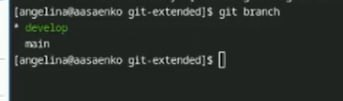 [angelina@aasaenko git-extended]$ git branch
* develop
main
[angelina@aasaenko git-extended]$